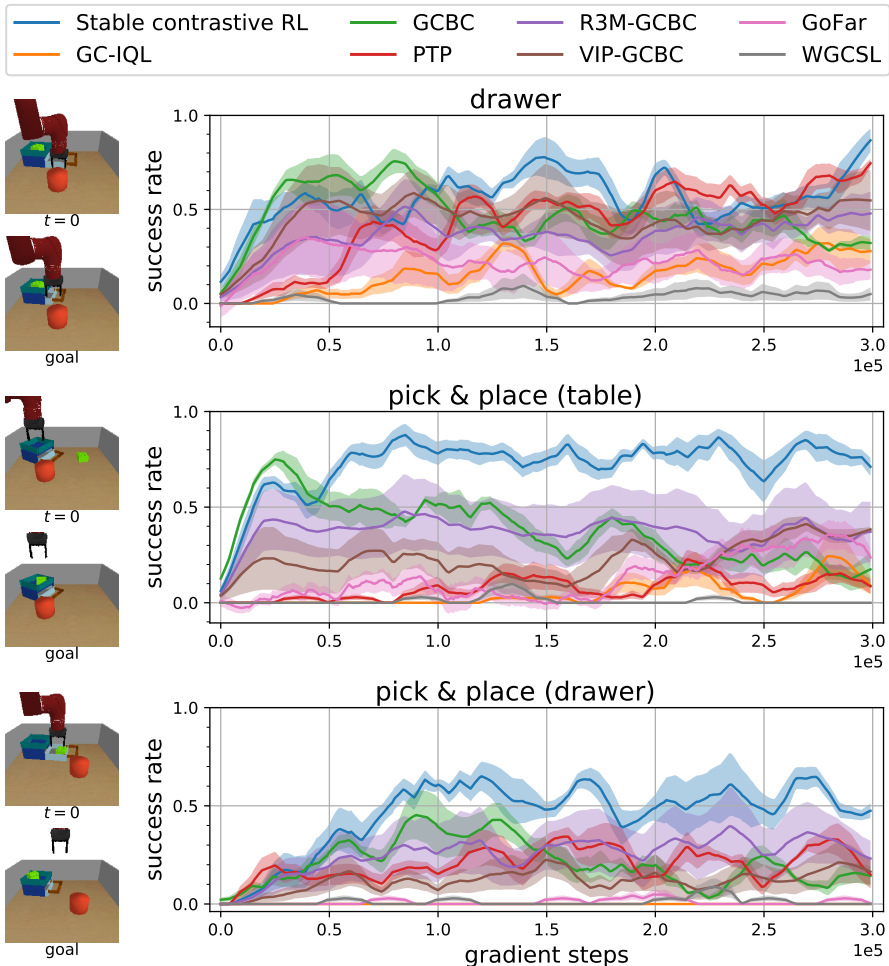 Stable contrastive RL GCBC R3M-GCBC GoFar
GC-IQL PTP VIP-GCBC WGCSL
drawer
success rate
1.0
0.5
0.0
0.0 0.5 1.0 1.5 2.0 2.5 3.0
1e5
t = 0
goal
pick & place (table)
success rate
1.0
0.5
0.0
0.0 0.5 1.0 1.5 2.0 2.5 3.0
1e5
t = 0
goal
pick & place (drawer)
success rate
1.0
0.5
0.0
0.0 0.5 1.0 1.5 2.0 2.5 3.0
1e5
gradient steps
t = 0
goal